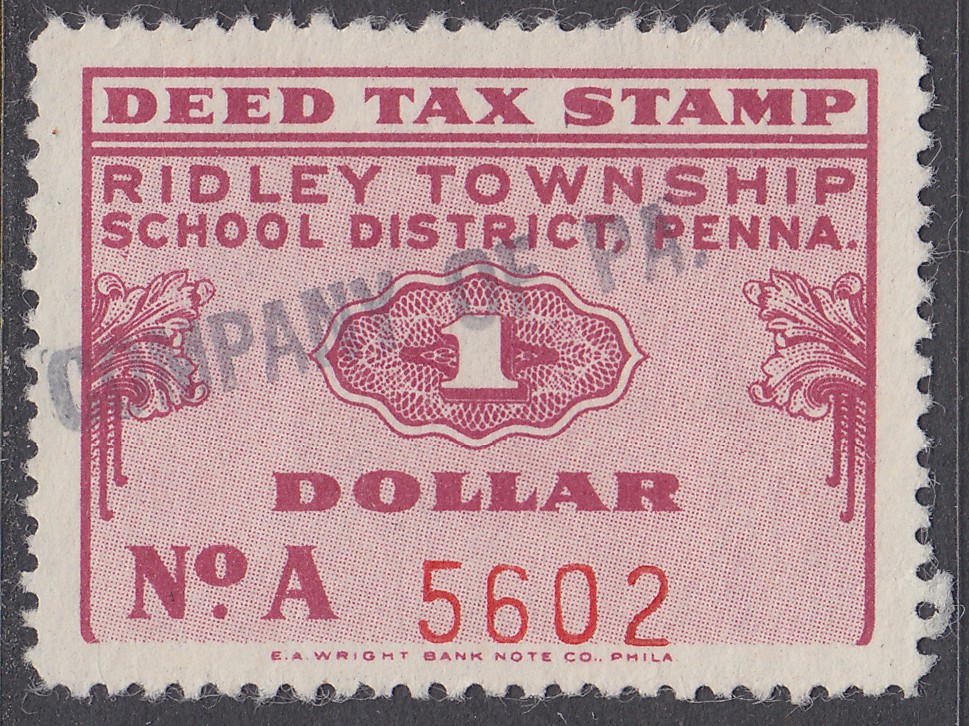 DEED TAX STAMP
RIDLEY TOWNSHIP
SCHOOL DISTRICT, PENNA.
COMPANY OF PA.
1
DOLLAR
No. A 5602
E.A. WRIGHT BANK NOTE CO., PHILA